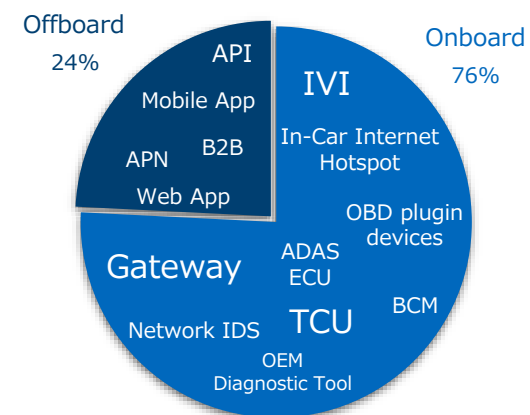 Offboard
24%
API
Mobile App
APN
B2B
Web App
Onboard
76%
IVI
In-Car Internet
Hotspot
OBD plugin
devices
ADAS
ECU
Gateway
TCU
BCM
Network IDS
OEM
Diagnostic Tool